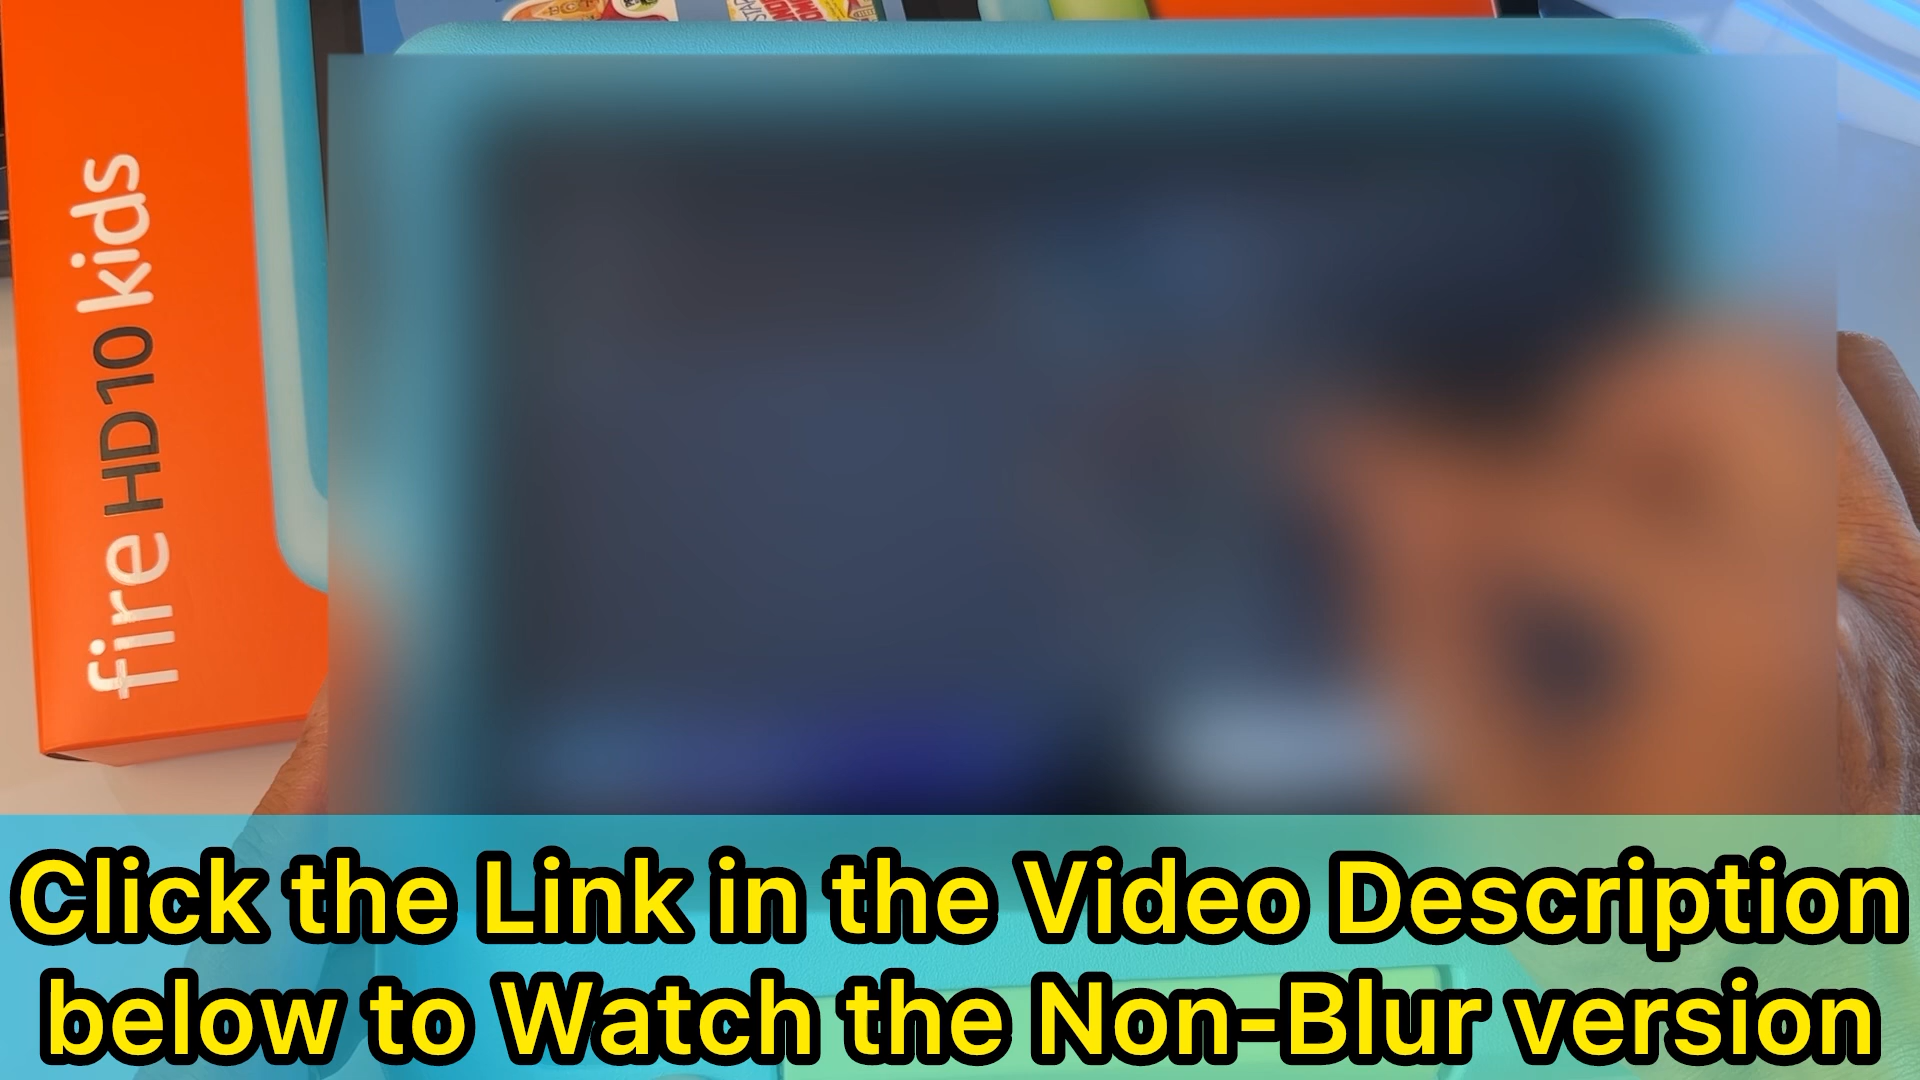 fire HD10 kids
Click the Link in the Video Description
below to Watch the Non-Blur version